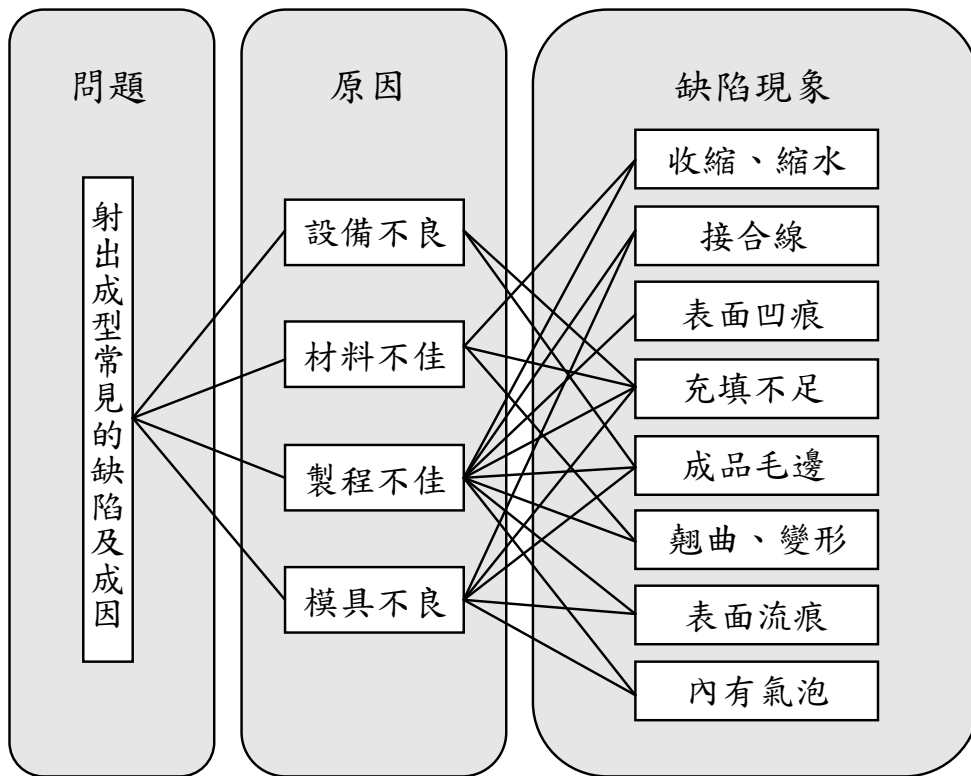 問題
射出成型常見的缺陷及成因
原因
設備不良
材料不佳
製程不佳
模具不良
缺陷現象
收縮、縮水
接合線
表面凹痕
充填不足
成品毛邊
翹曲、變形
表面流痕
內有氣泡